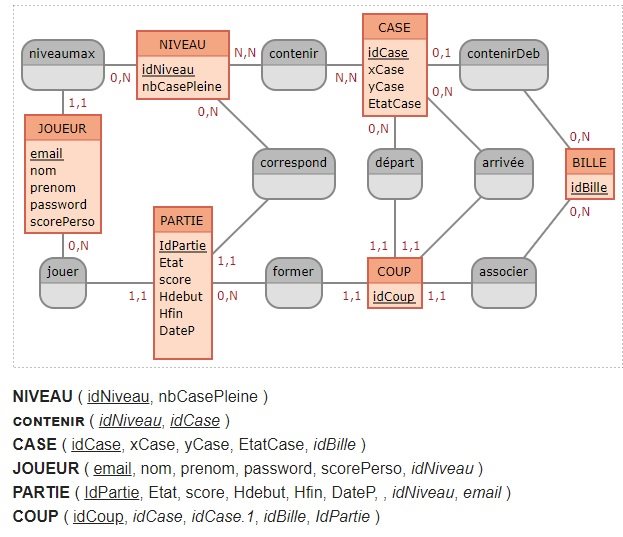 niveaumax
NIVEAU
idNiveau
nbCasePleine
N,N
contenir
N,N
CASE
idCase
xCase
yCase
EtatCase
0,1
contenirDeb
0,N
0,N
0,N
0,N
0,N
1,1
JOUEUR
email
nom
prenom
password
scorePerso
correspond
départ
arrivée
BILLE
idBille
0,N
0,N
jouer
1,1
PARTIE
IdPartie
Etat
score
Hdebut
Hfin
DateP
1,1
0,N
former
1,1
1,1
1,1
COUP
idCoup
1,1
associer
NIVEAU ( idNiveau, nbCasePleine )
CONTENIR ( idNiveau, idCase )
CASE ( idCase, xCase, yCase, EtatCase, idBille )
JOUEUR ( email, nom, prenom, password, scorePerso, idNiveau )
PARTIE ( IdPartie, Etat, score, Hdebut, Hfin, DateP, , idNiveau, email )
COUP ( idCoup, idCase, idCase.1, idBille, IdPartie )